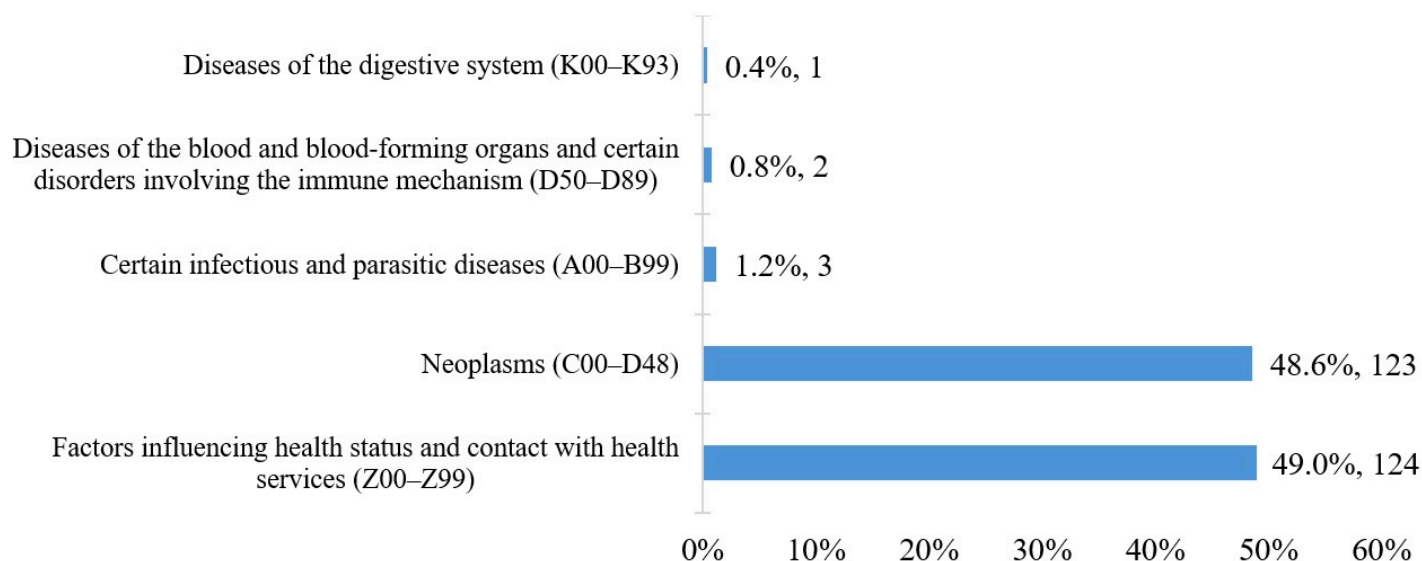 Diseases of the digestive system (K00–K93)
0.4%, 1
Diseases of the blood and blood-forming organs and certain
disorders involving the immune mechanism (D50–D89)
0.8%, 2
Certain infectious and parasitic diseases (A00–B99)
1.2%, 3
Neoplasms (C00–D48)
48.6%, 123
Factors influencing health status and contact with health
services (Z00–Z99)
49.0%, 124
0% 10% 20% 30% 40% 50% 60%